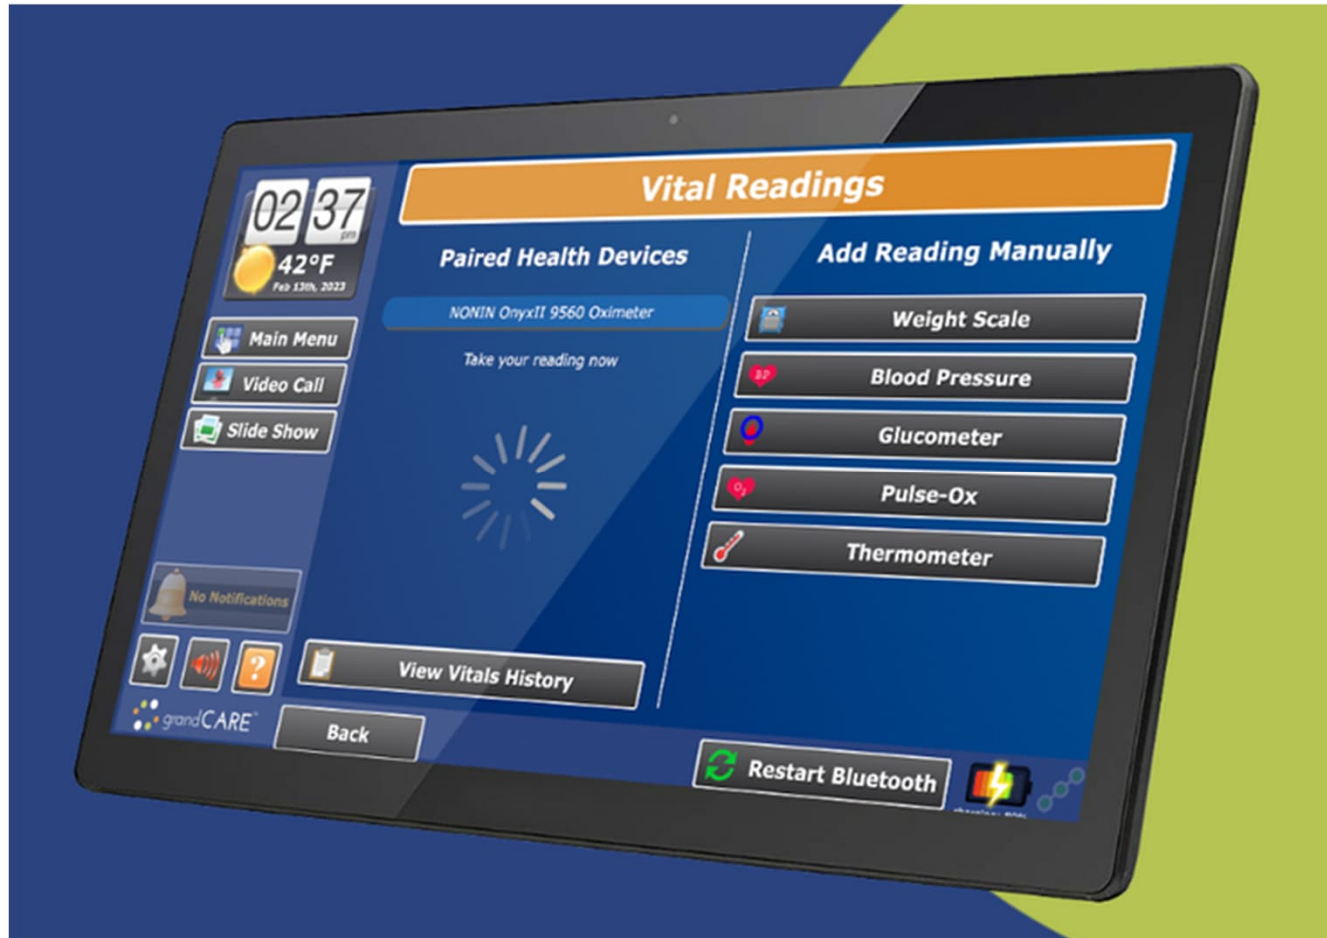 Vital Readings
02 37
pm
42°F
Feb 13th, 2023
Main Menu
Video Call
Slide Show
No Notifications
?
grandCARE™
Paired Health Devices
NONIN OnyxII 9560 Oximeter
Take your reading now
View Vitals History
Back
Add Reading Manually
Weight Scale
BP
Blood Pressure
Glucometer
O2
Pulse-Ox
Thermometer
Restart Bluetooth